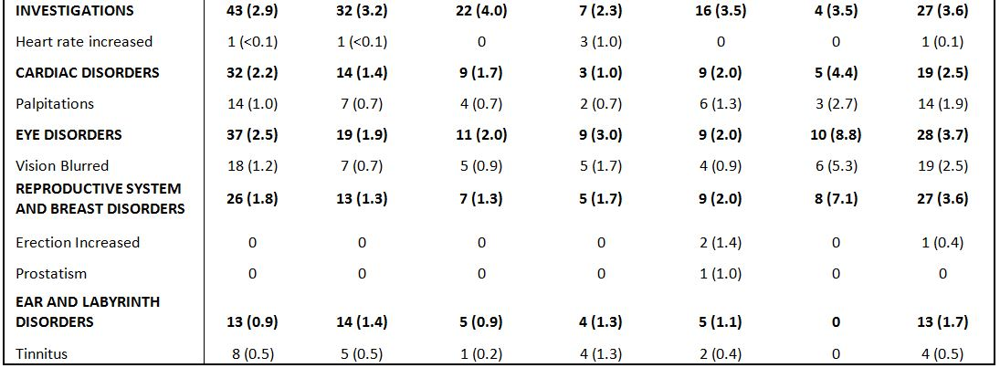 INVESTIGATIONS 43 (2.9) 32 (3.2) 22 (4.0) 7 (2.3) 16 (3.5) 4 (3.5) 27 (3.6)
Heart rate increased 1 (<0.1) 1 (<0.1) 0 3 (1.0) 0 0 1 (0.1)
CARDIAC DISORDERS 32 (2.2) 14 (1.4) 9 (1.7) 3 (1.0) 9 (2.0) 5 (4.4) 19 (2.5)
Palpitations 14 (1.0) 7 (0.7) 4 (0.7) 2 (0.7) 6 (1.3) 3 (2.7) 14 (1.9)
EYE DISORDERS 37 (2.5) 19 (1.9) 11 (2.0) 9 (3.0) 9 (2.0) 10 (8.8) 28 (3.7)
Vision Blurred 18 (1.2) 7 (0.7) 5 (0.9) 5 (1.7) 4 (0.9) 6 (5.3) 19 (2.5)
REPRODUCTIVE SYSTEM
AND BREAST DISORDERS 26 (1.8) 13 (1.3) 7 (1.3) 5 (1.7) 9 (2.0) 8 (7.1) 27 (3.6)
Erection Increased 0 0 0 0 2 (1.4) 0 1 (0.4)
Prostatism 0 0 0 0 1 (1.0) 0 0
EAR AND LABYRINTH
DISORDERS 13 (0.9) 14 (1.4) 5 (0.9) 4 (1.3) 5 (1.1) 0 13 (1.7)
Tinnitus 8 (0.5) 5 (0.5) 1 (0.2) 4 (1.3) 2 (0.4) 0 4 (0.5)